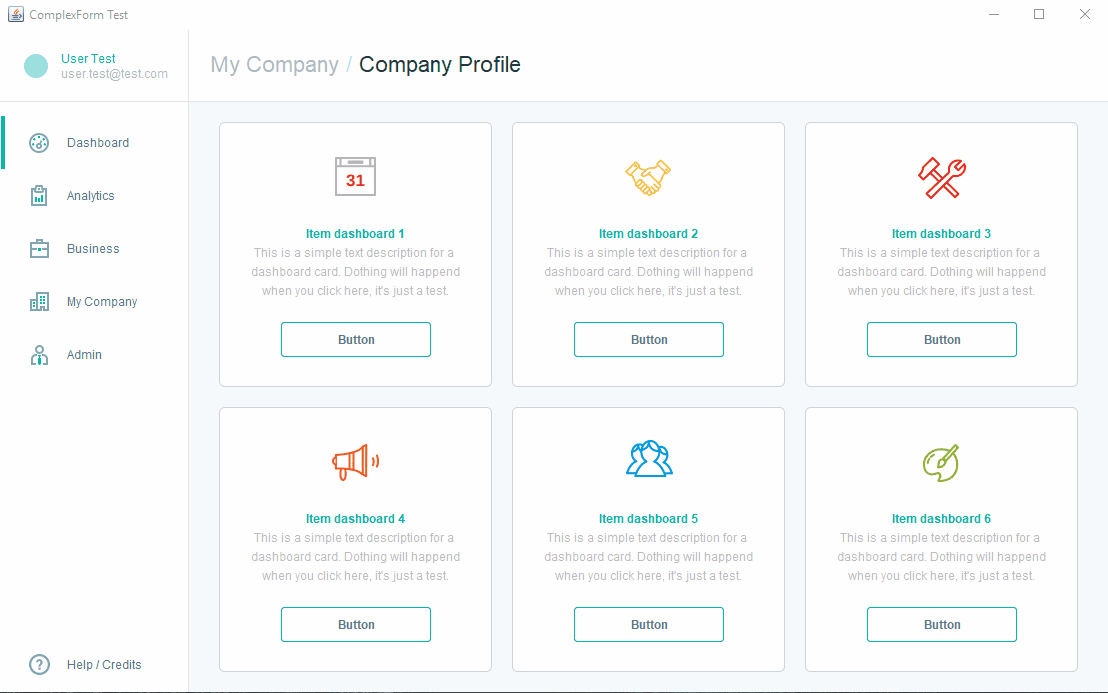 ComplexForm Test
User Test
user.test@test.com
My Company / Company Profile
Dashboard
Analytics
Business
My Company
Admin
Help / Credits
?
31
Item dashboard 1
This is a simple text description for a
dashboard card. Dothing will happend
when you click here, it's just a test.
Button
Item dashboard 2
This is a simple text description for a
dashboard card. Dothing will happend
when you click here, it's just a test.
Button
Item dashboard 3
This is a simple text description for a
dashboard card. Dothing will happend
when you click here, it's just a test.
Button
Item dashboard 4
This is a simple text description for a
dashboard card. Dothing will happend
when you click here, it's just a test.
Button
Item dashboard 5
This is a simple text description for a
dashboard card. Dothing will happend
when you click here, it's just a test.
Button
Item dashboard 6
This is a simple text description for a
dashboard card. Dothing will happend
when you click here, it's just a test.
Button